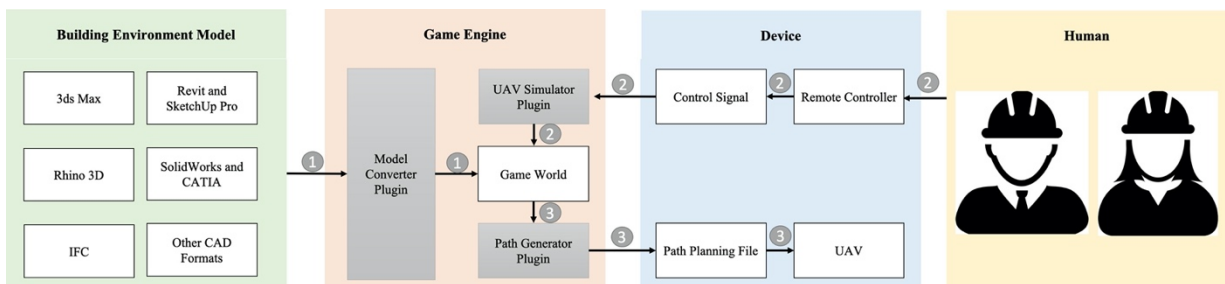 Building Environment Model
3ds Max
Revit and
SketchUp Pro
Rhino 3D
SolidWorks and
CATIA
IFC
Other CAD
Formats
1
Game Engine
Model
Converter
Plugin
1
UAV Simulator
Plugin
2
Game World
3
Path Generator
Plugin
Device
2
Control Signal
2
Remote Controller
2
3
Path Planning File
3
UAV
Human